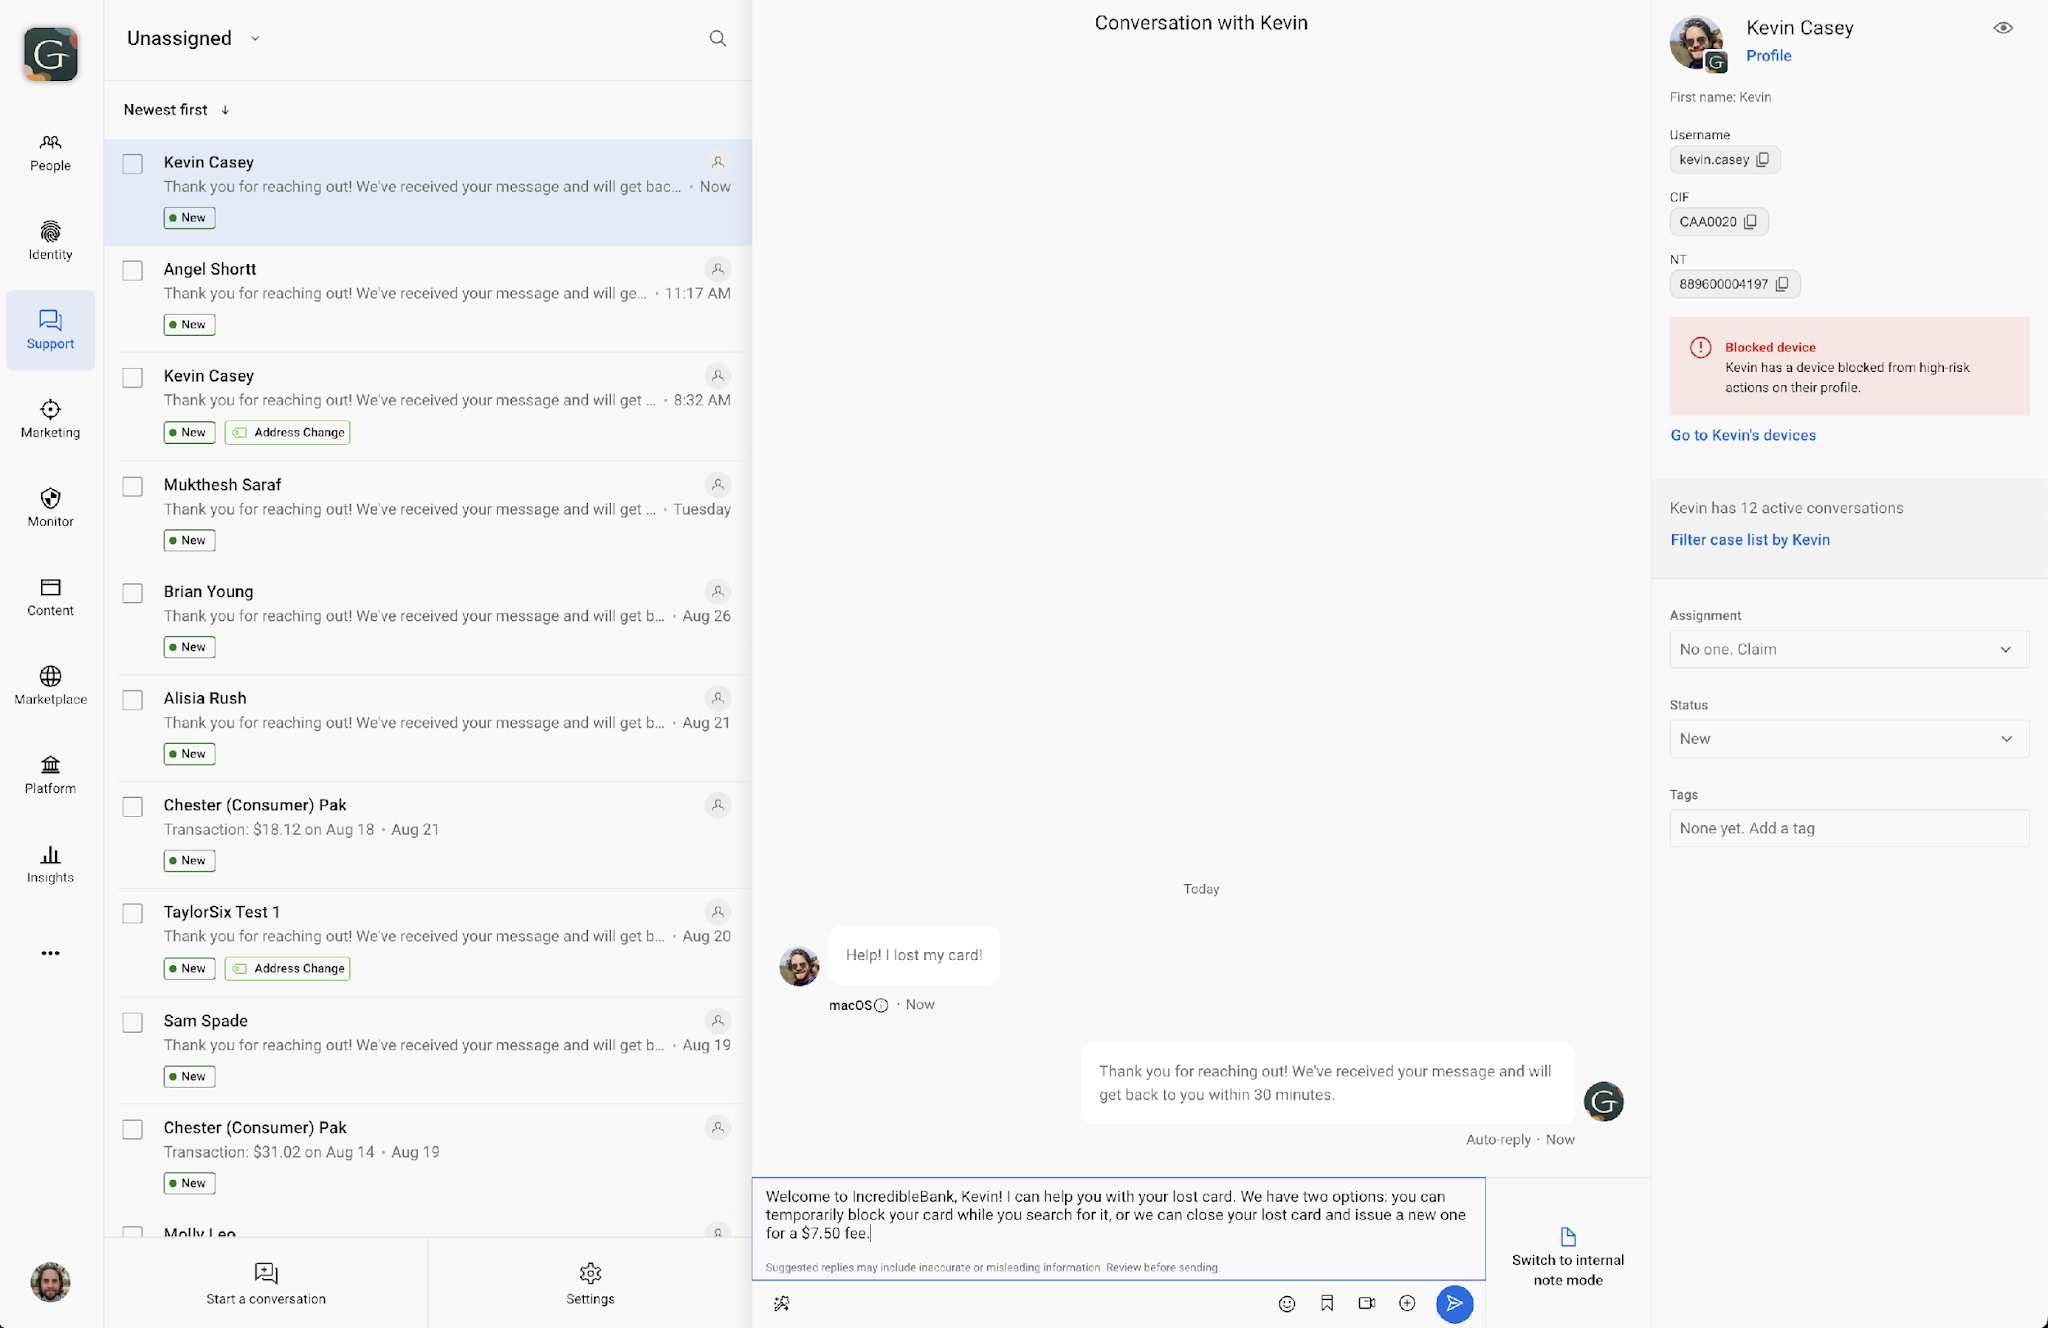 G
People
Identity
Support
Marketing
Monitor
Content
Marketplace
Platform
Insights
Unassigned
Newest first ↓
Kevin Casey
Thank you for reaching out! We've received your message and will get bac... • Now
New
Angel Shortt
Thank you for reaching out! We've received your message and will ge... • 11:17 AM
New
Kevin Casey
Thank you for reaching out! We've received your message and will get ... • 8:32 AM
New Address Change
Mukthesh Saraf
Thank you for reaching out! We've received your message and will get ... • Tuesday
New
Brian Young
Thank you for reaching out! We've received your message and will get b... • Aug 26
New
Alisia Rush
Thank you for reaching out! We've received your message and will get b... • Aug 21
New
Chester (Consumer) Pak
Transaction: $18.12 on Aug 18 • Aug 21
New
TaylorSix Test 1
Thank you for reaching out! We've received your message and will get b... • Aug 20
New Address Change
Sam Spade
Thank you for reaching out! We've received your message and will get b... • Aug 19
New
Chester (Consumer) Pak
Transaction: $31.02 on Aug 14 • Aug 19
New
Molly Leo
Start a conversation
Settings
Conversation with Kevin
Today
Help! I lost my card!
macOS · Now
Thank you for reaching out! We've received your message and will
get back to you within 30 minutes.
G
Auto-reply · Now
Welcome to IncredibleBank, Kevin! I can help you with your lost card. We have two options: you can
temporarily block your card while you search for it, or we can close your lost card and issue a new one
for a $7.50 fee.
Suggested replies may include inaccurate or misleading information. Review before sending.
Switch to internal
note mode
Kevin Casey
G
Profile
First name: Kevin
Username
kevin.casey
CIF
CAA0020
NT
889600004197
Blocked device
Kevin has a device blocked from high-risk
actions on their profile.
Go to Kevin's devices
Kevin has 12 active conversations
Filter case list by Kevin
Assignment
No one. Claim
Status
New
Tags
None yet. Add a tag